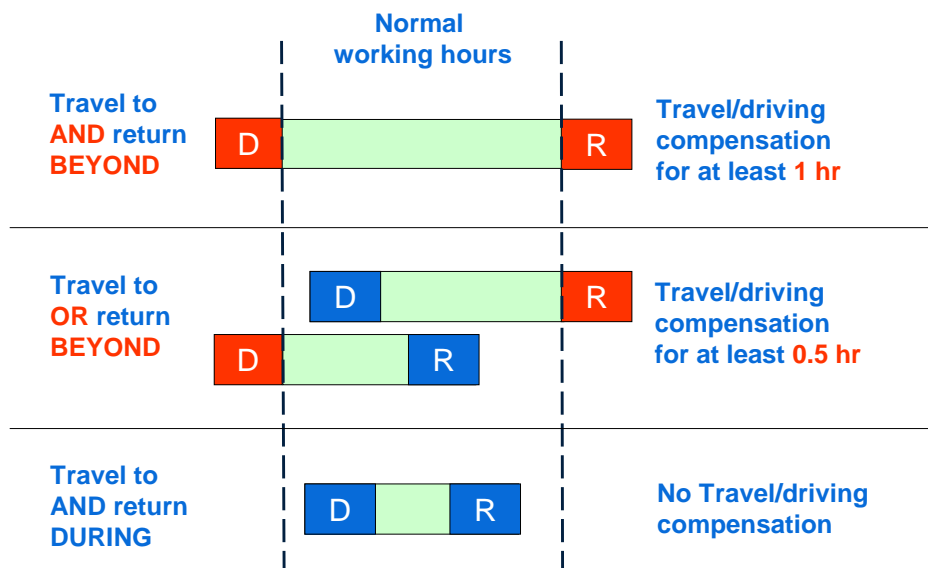 Normal
working hours
Travel to
AND return
BEYOND
D
R
Travel/driving
compensation
for at least 1 hr
Travel to
OR return
BEYOND
D
R
D
R
Travel/driving
compensation
for at least 0.5 hr
Travel to
AND return
DURING
D
R
No Travel/driving
compensation